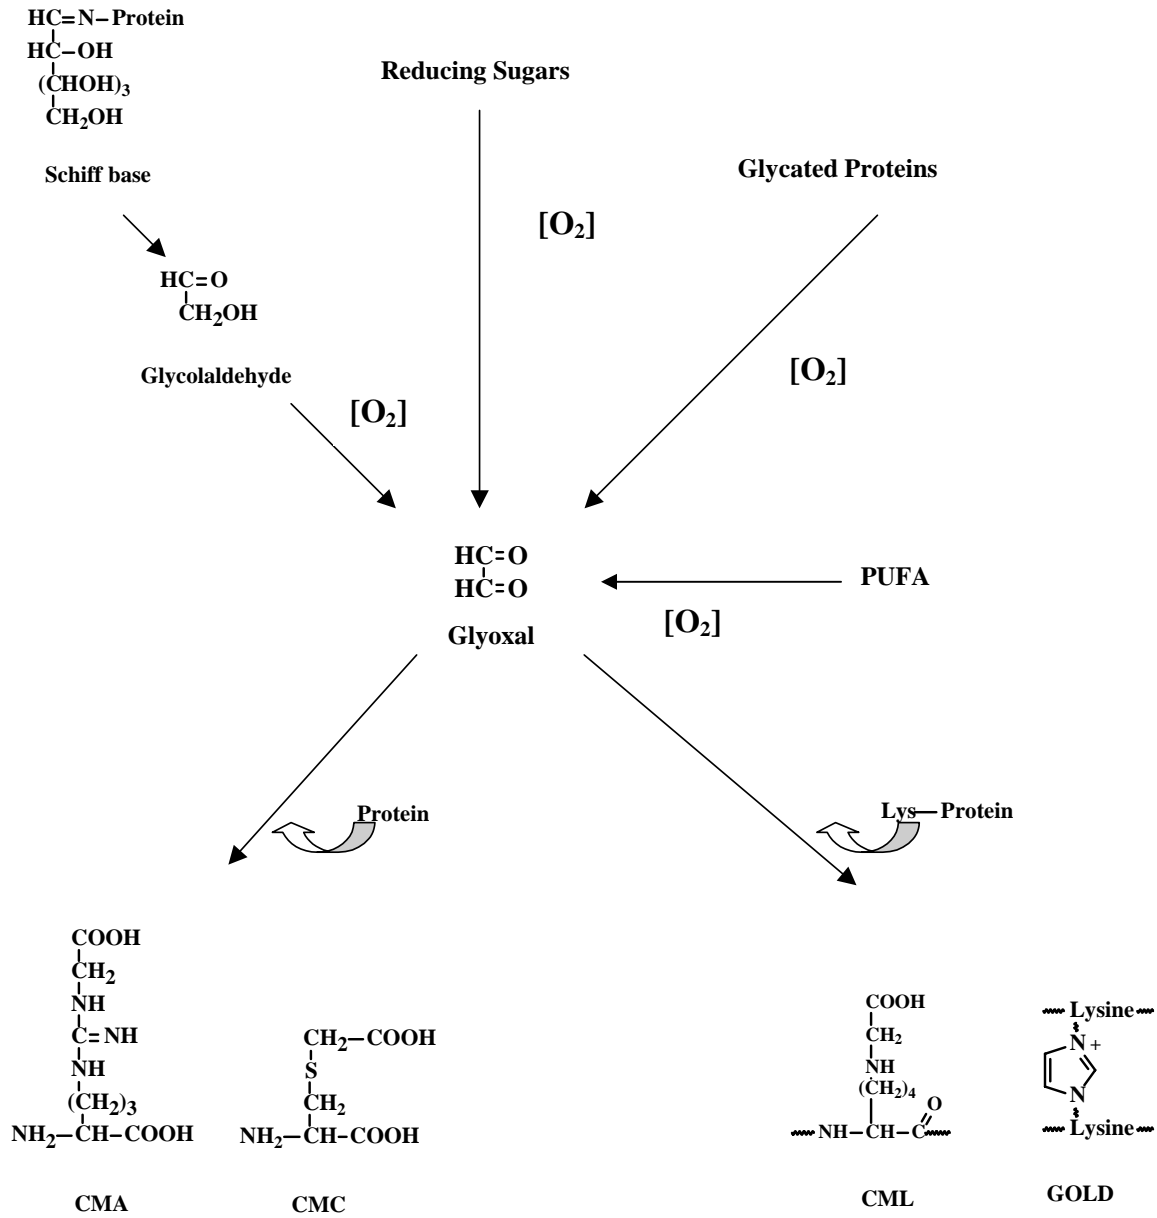 HC=N–Protein
HC–OH
(CHOH)3
CH2OH
Schiff base
Reducing Sugars
Glycated Proteins
[O2]
HC=O
CH2OH
Glycolaldehyde
[O2]
[O2]
HC=O
HC=O
Glyoxal
PUFA
[O2]
Protein
Lys—Protein
COOH
CH2
NH
C=NH
NH
(CH2)3
NH2–CH–COOH
CMA
CH2–COOH
S
CH2
NH2–CH–COOH
CMC
COOH
CH2
NH
(CH2)4
O
NH–CH–C
CML
Lysine
N+
N
Lysine
GOLD